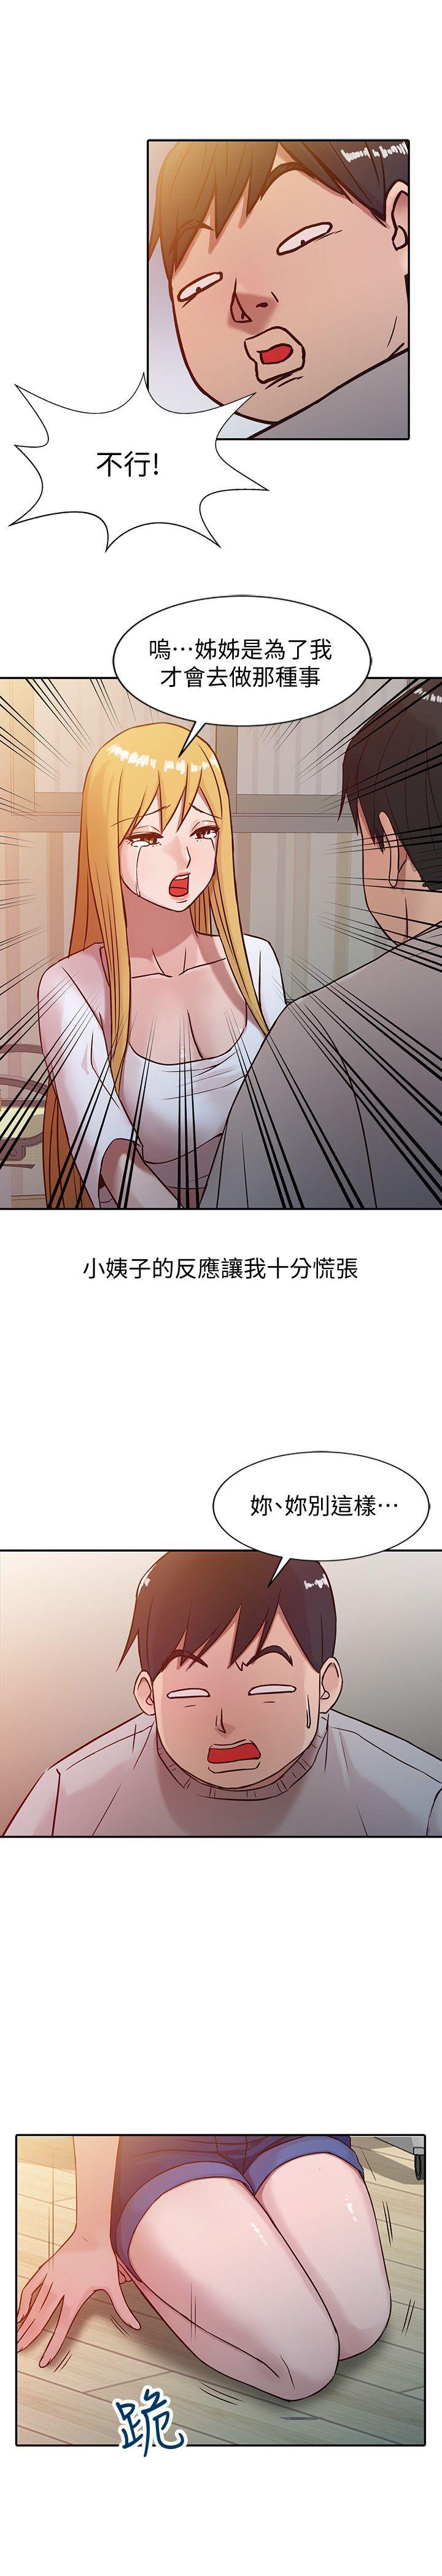 不行!
嗚⋯姊姊是為了我
才會去做那種事
小姨子的反應讓我十分慌張
妳、妳別這樣⋯
跪